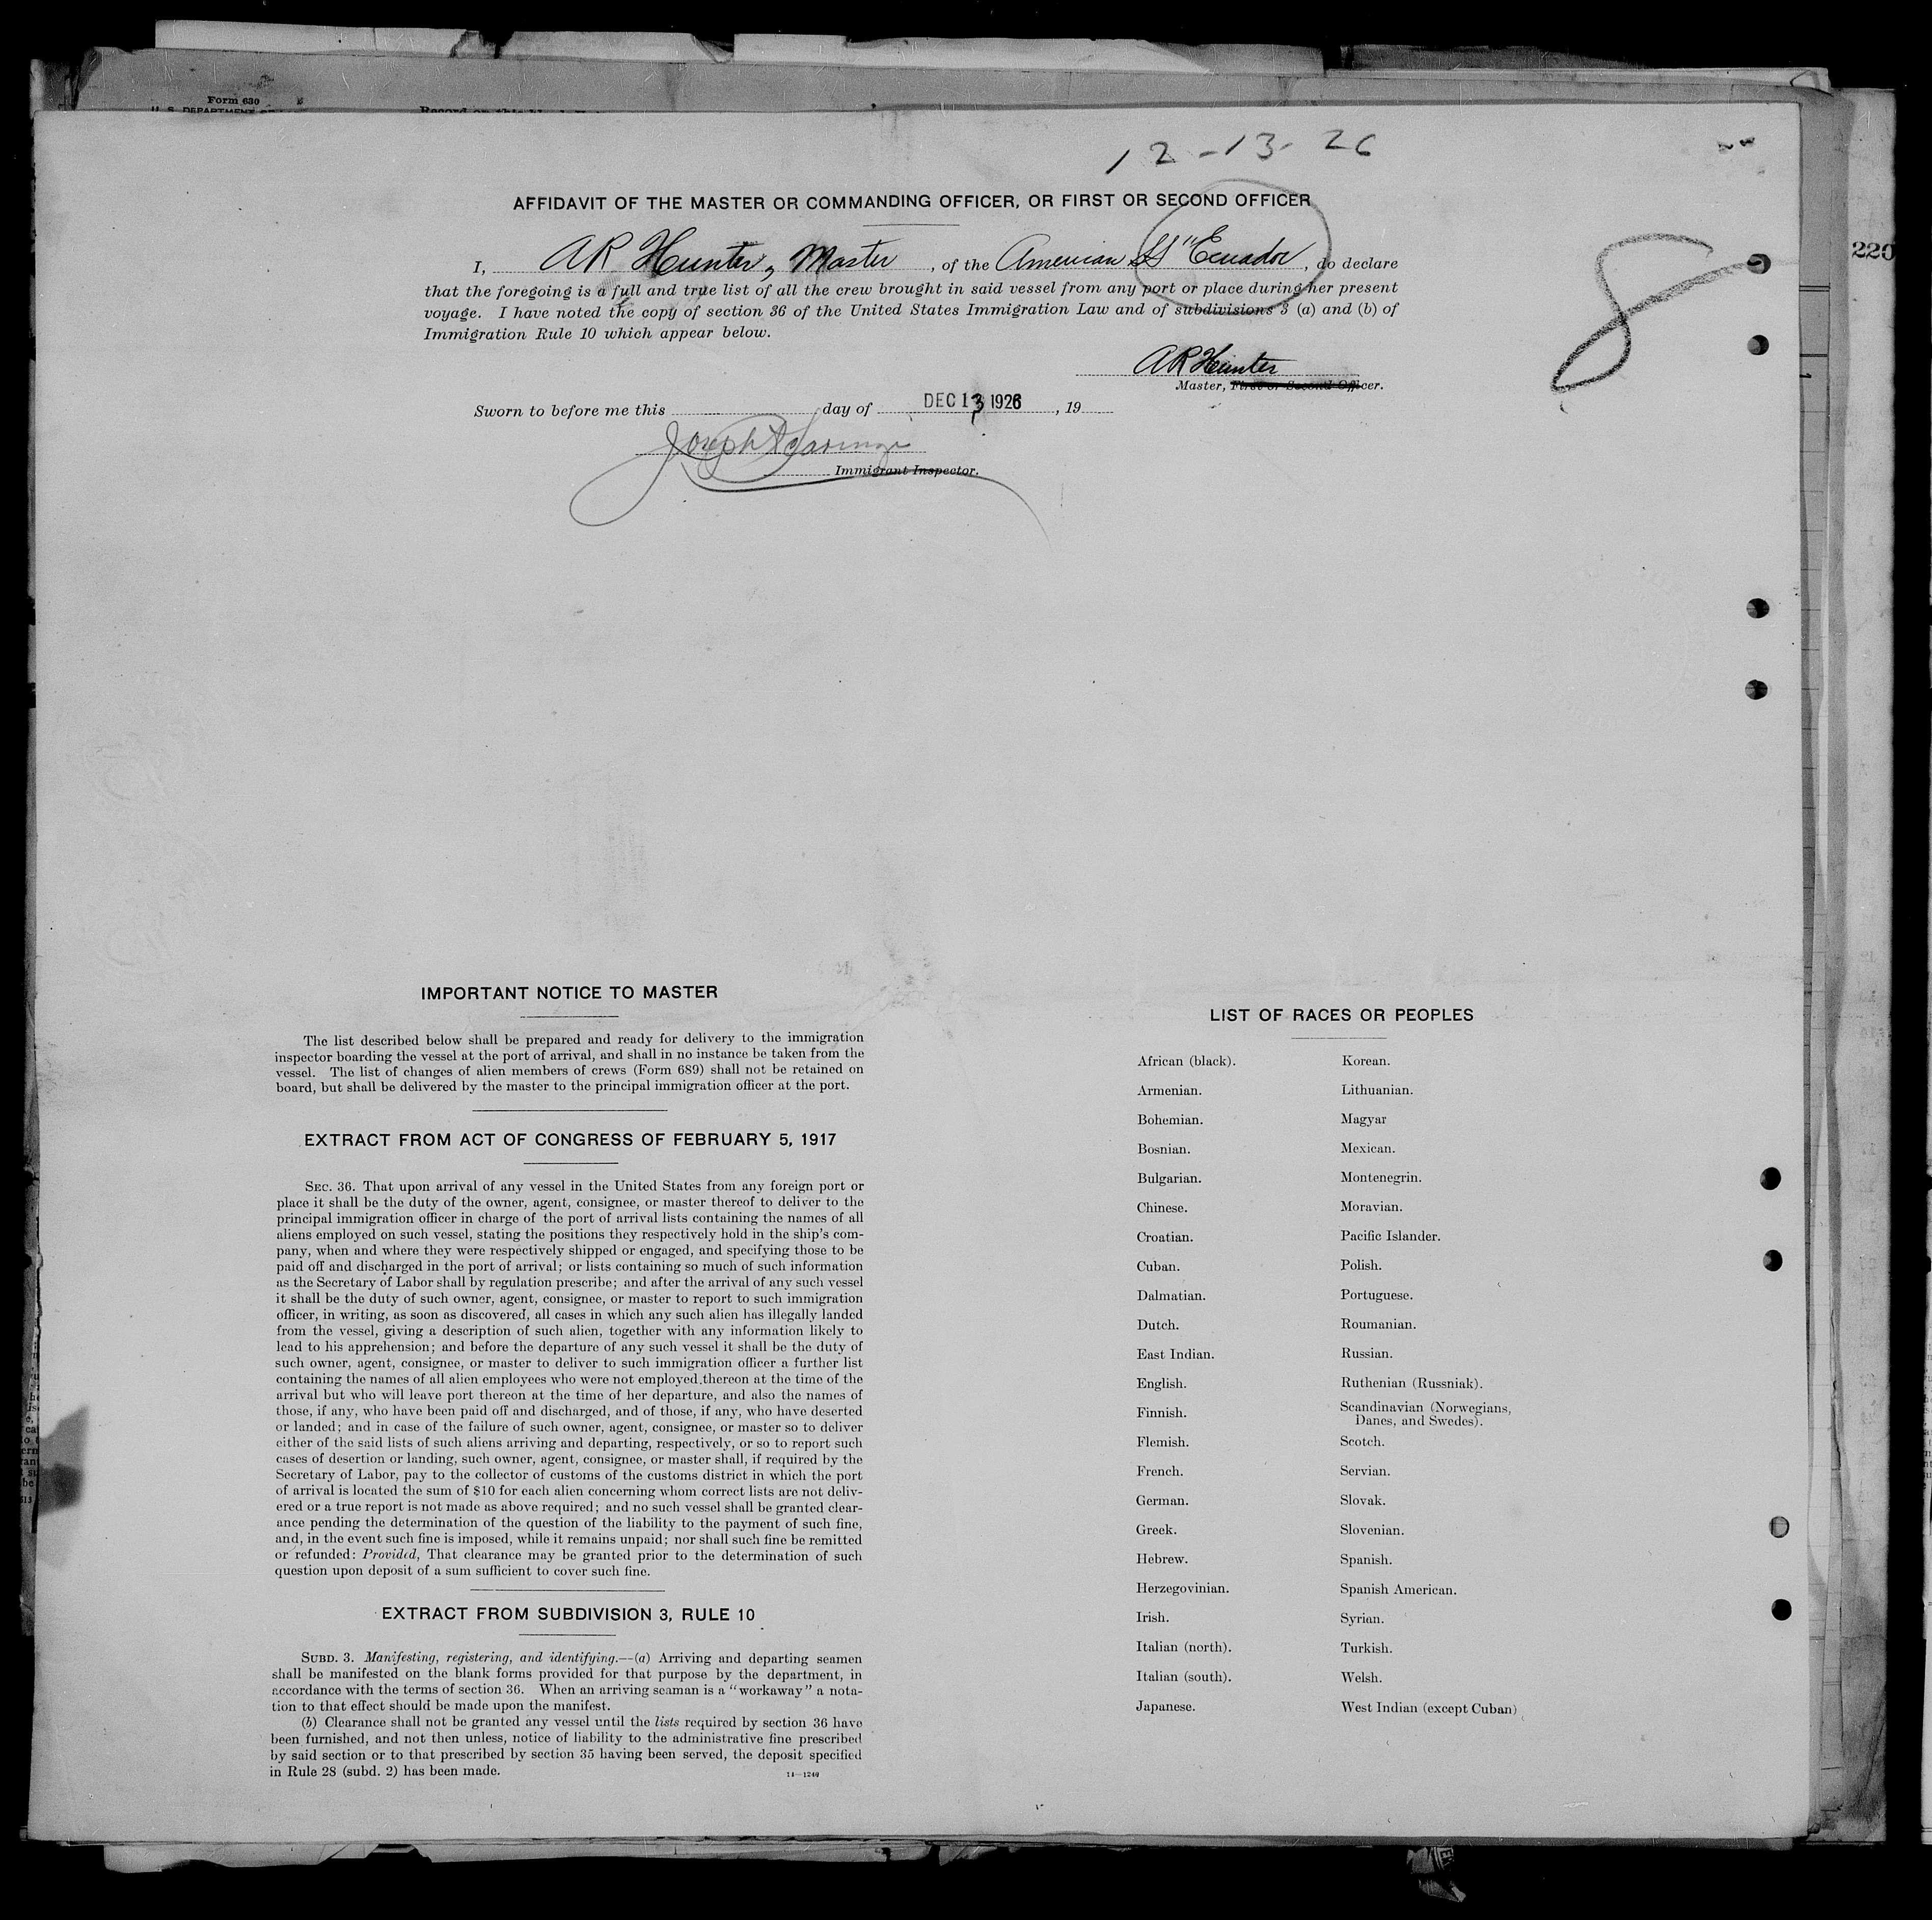 Form 630
U. S. DEPARTMENT
12-13-26
220
AFFIDAVIT OF THE MASTER OR COMMANDING OFFICER, OR FIRST OR SECOND OFFICER
8
I, AR Hunter, Master, of the American SS "Ecuador, do declare
that the foregoing is a full and true list of all the crew brought in said vessel from any port or place during her present
voyage. I have noted the copy of section 36 of the United States Immigration Law and of subdivisions 3 (a) and (b) of
Immigration Rule 10 which appear below.
AR Hunter
Master, First or Second Officer.
Sworn to before me this day of DEC 13 1926, 19
Joseph
Immigrant Inspector.
IMPORTANT NOTICE TO MASTER
The list described below shall be prepared and ready for delivery to the immigration
inspector boarding the vessel at the port of arrival, and shall in no instance be taken from the
vessel. The list of changes of alien members of crews (Form 689) shall not be retained on
board, but shall be delivered by the master to the principal immigration officer at the port.
EXTRACT FROM ACT OF CONGRESS OF FEBRUARY 5, 1917
SEC. 36. That upon arrival of any vessel in the United States from any foreign port or
place it shall be the duty of the owner, agent, consignee, or master thereof to deliver to the
principal immigration officer in charge of the port of arrival lists containing the names of all
aliens employed on such vessel, stating the positions they respectively hold in the ship's com-
pany, when and where they were respectively shipped or engaged, and specifying those to be
paid off and discharged in the port of arrival; or lists containing so much of such information
as the Secretary of Labor shall by regulation prescribe; and after the arrival of any such vessel
it shall be the duty of such owner, agent, consignee, or master to report to such immigration
officer, in writing, as soon as discovered, all cases in which any such alien has illegally landed
from the vessel, giving a description of such alien, together with any information likely to
lead to his apprehension; and before the departure of any such vessel it shall be the duty of
such owner, agent, consignee, or master to deliver to such immigration officer a further list
containing the names of all alien employees who were not employed thereon at the time of the
arrival but who will leave port thereon at the time of her departure, and also the names of
those, if any, who have been paid off and discharged, and of those, if any, who have deserted
or landed; and in case of the failure of such owner, agent, consignee, or master so to deliver
either of the said lists of such aliens arriving and departing, respectively, or so to report such
cases of desertion or landing, such owner, agent, consignee, or master shall, if required by the
Secretary of Labor, pay to the collector of customs of the customs district in which the port
of arrival is located the sum of $10 for each alien concerning whom correct lists are not deliv-
ered or a true report is not made as above required; and no such vessel shall be granted clear-
ance pending the determination of the question of the liability to the payment of such fine,
and, in the event such fine is imposed, while it remains unpaid; nor shall such fine be remitted
or refunded: Provided, That clearance may be granted prior to the determination of such
question upon deposit of a sum sufficient to cover such fine.
EXTRACT FROM SUBDIVISION 3, RULE 10
SUBD. 3. Manifesting, registering, and identifying.—(a) Arriving and departing seamen
shall be manifested on the blank forms provided for that purpose by the department, in
accordance with the terms of section 36. When an arriving seaman is a "workaway" a nota-
tion to that effect should be made upon the manifest.
(b) Clearance shall not be granted any vessel until the lists required by section 36 have
been furnished, and not then unless, notice of liability to the administrative fine prescribed
by said section or to that prescribed by section 35 having been served, the deposit specified
in Rule 28 (subd. 2) has been made.
14—1240
LIST OF RACES OR PEOPLES
African (black).
Armenian.
Bohemian.
Bosnian.
Bulgarian.
Chinese.
Croatian.
Cuban.
Dalmatian.
Dutch.
East Indian.
English.
Finnish.
Flemish.
French.
German.
Greek.
Hebrew.
Herzegovinian.
Irish.
Italian (north).
Italian (south).
Japanese.
Korean.
Lithuanian.
Magyar
Mexican.
Montenegrin.
Moravian.
Pacific Islander.
Polish.
Portuguese.
Roumanian.
Russian.
Ruthenian (Russniak).
Scandinavian (Norwegians,
Danes, and Swedes).
Scotch.
Servian.
Slovak.
Slovenian.
Spanish.
Spanish American.
Syrian.
Turkish.
Welsh.
West Indian (except Cuban)